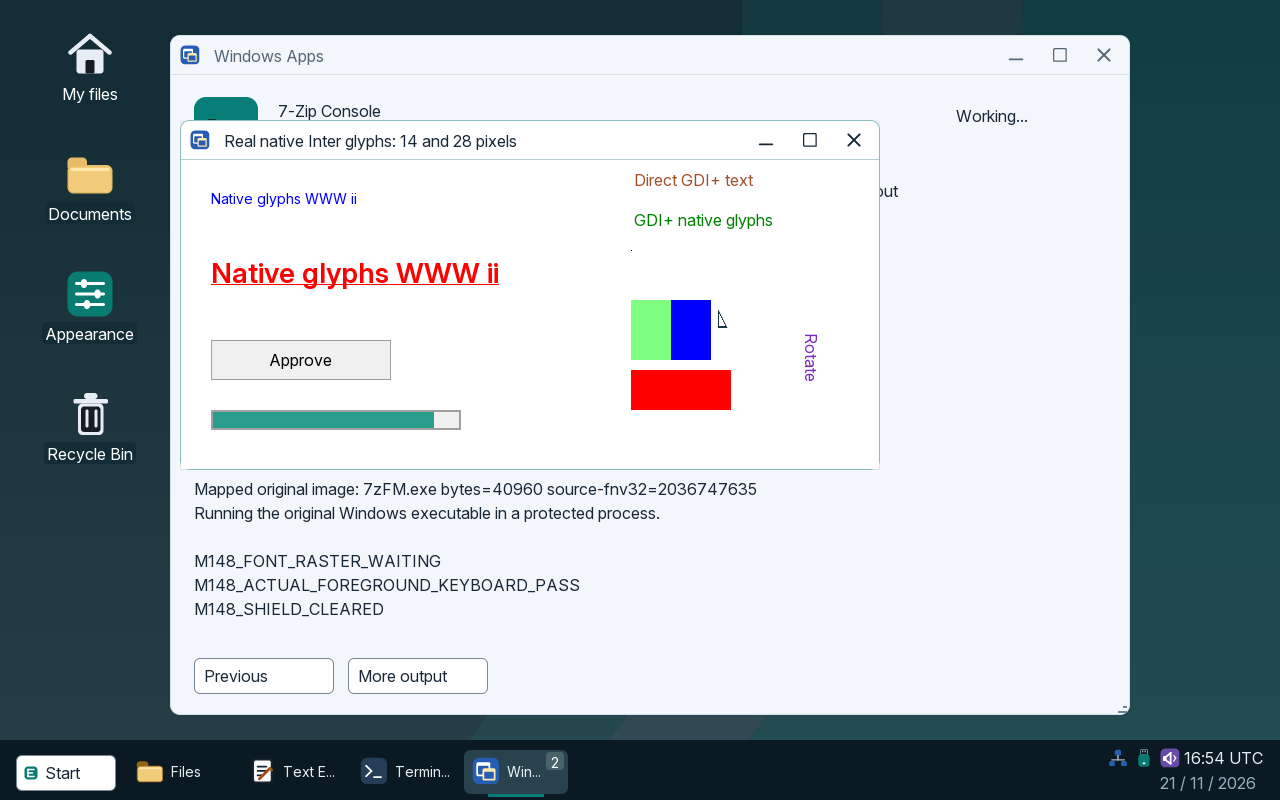 My files
Documents
Appearance
Recycle Bin
Windows Apps
7-Zip Console
Working...
Real native Inter glyphs: 14 and 28 pixels
Native glyphs WWW ii
Direct GDI+ text
GDI+ native glyphs
Native glyphs WWW ii
Approve
Rotate
Mapped original image: 7zFM.exe bytes=40960 source-fnv32=2036747635
Running the original Windows executable in a protected process.
M148_FONT_RASTER_WAITING
M148_ACTUAL_FOREGROUND_KEYBOARD_PASS
M148_SHIELD_CLEARED
Previous
More output
Start
Files
Text E...
Termin...
Win...
2
16:54 UTC
21 / 11 / 2026